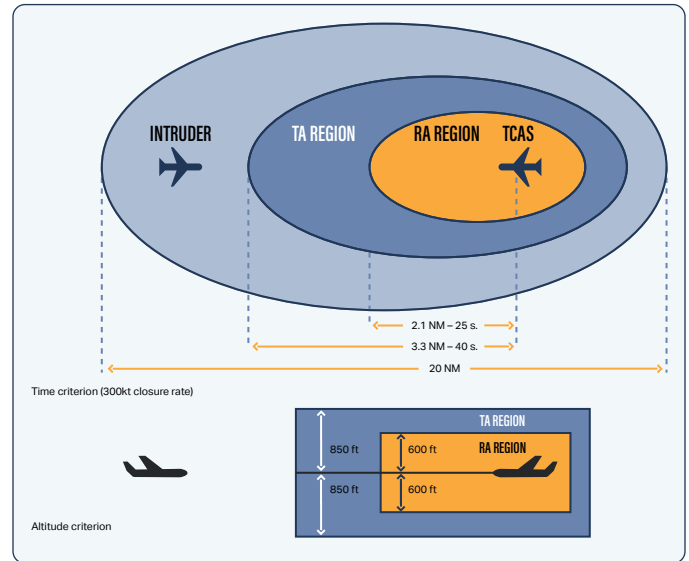 INTRUDER
TA REGION
RA REGION TCAS
2.1 NM – 25 s.
3.3 NM – 40 s.
20 NM
Time criterion (300kt closure rate)
TA REGION
RA REGION
850 ft
600 ft
850 ft
600 ft
Altitude criterion